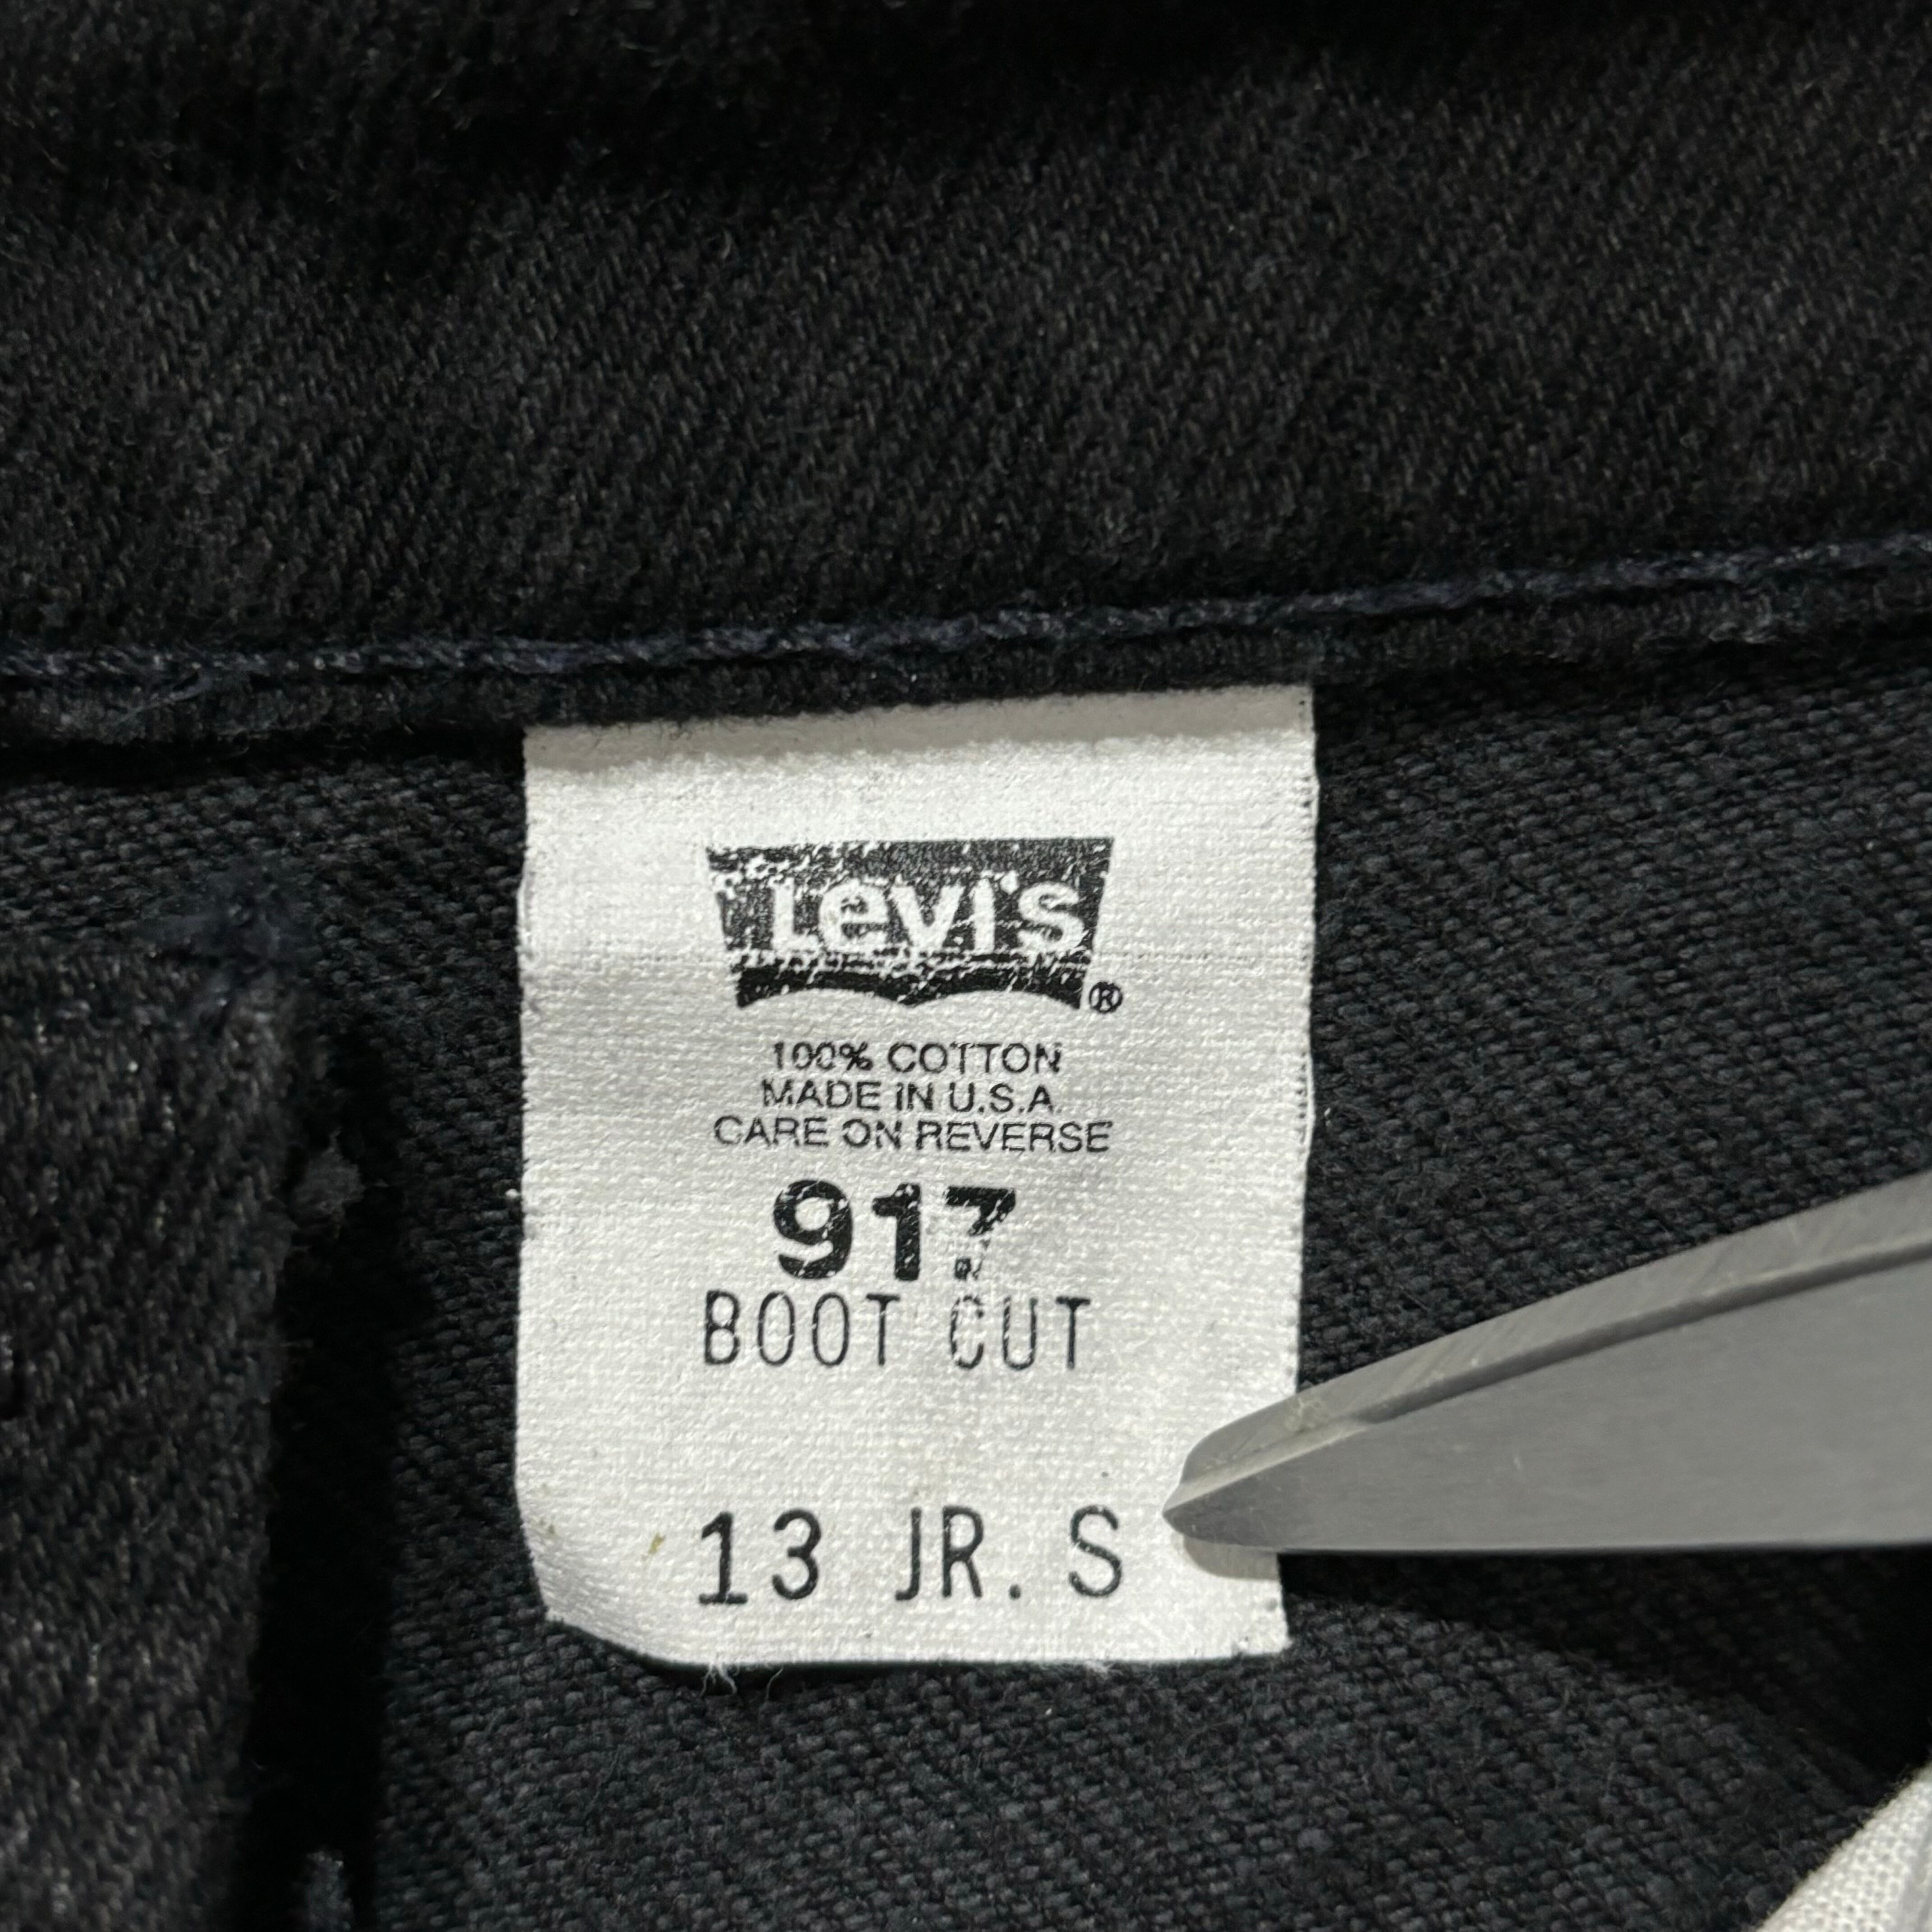 Levi's®
100% COTTON
MADE IN U.S.A
CARE ON REVERSE
917
BOOT CUT
13 JR. S